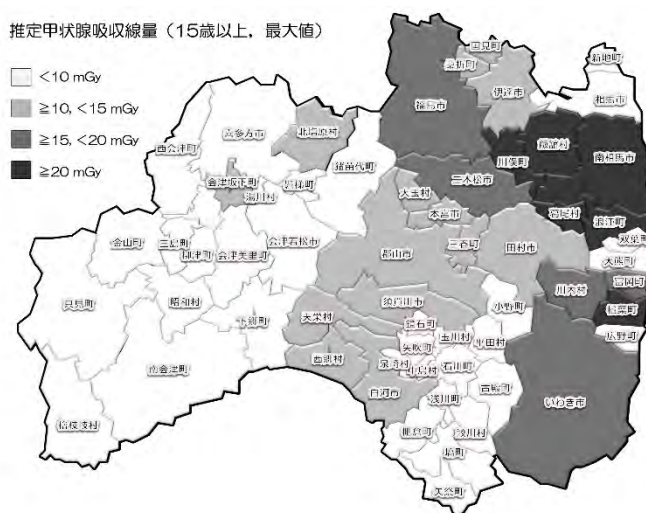 推定甲状腺吸収線量（15歳以上，最大値）
<10 mGy
≧10, <15 mGy
≧15, <20 mGy
≧20 mGy
国見町
桑折町
伊達市
新地町
相馬市
福島市
川俣町
飯舘村
南相馬市
西会津町
喜多方市
北塩原村
猪苗代町
磐梯町
会津坂下町
湯川村
二本松市
大玉村
本宮市
三春町
葛尾村
浪江町
双葉町
大熊町
金山町
三島町
柳津町
会津美里町
会津若松市
郡山市
田村市
川内村
富岡町
楢葉町
広野町
只見町
昭和村
下郷町
天栄村
須賀川市
小野町
鏡石町
玉川村
平田村
矢吹町
西郷村
泉崎村
中島村
石川町
南会津町
白河市
浅川町
古殿町
いわき市
檜枝岐村
棚倉町
鮫川村
塙町
矢祭町